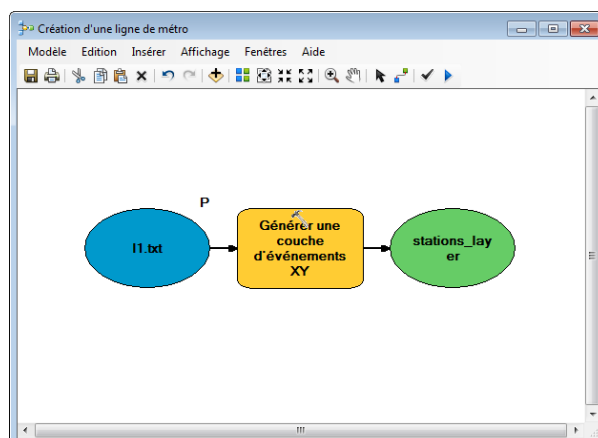 Création d'une ligne de métro
Modèle Edition Insérer Affichage Fenêtres Aide
P
l1.txt
Générer une
couche
d'événements
XY
stations_lay
er